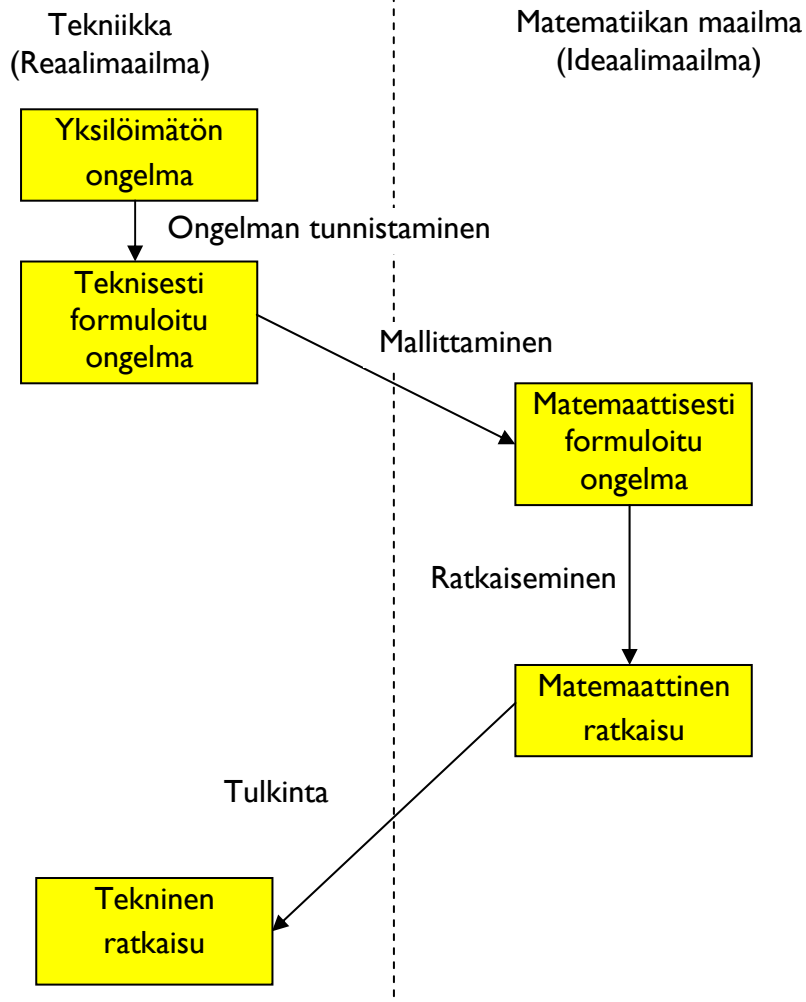 Tekniikka
(Reaalimaailma)
Matematiikan maailma
(Ideaalimaailma)
Yksilöimätön
ongelma
Ongelman tunnistaminen
Teknisesti
formuloitu
ongelma
Mallittaminen
Matemaattisesti
formuloitu
ongelma
Ratkaiseminen
Matemaattinen
ratkaisu
Tulkinta
Tekninen
ratkaisu